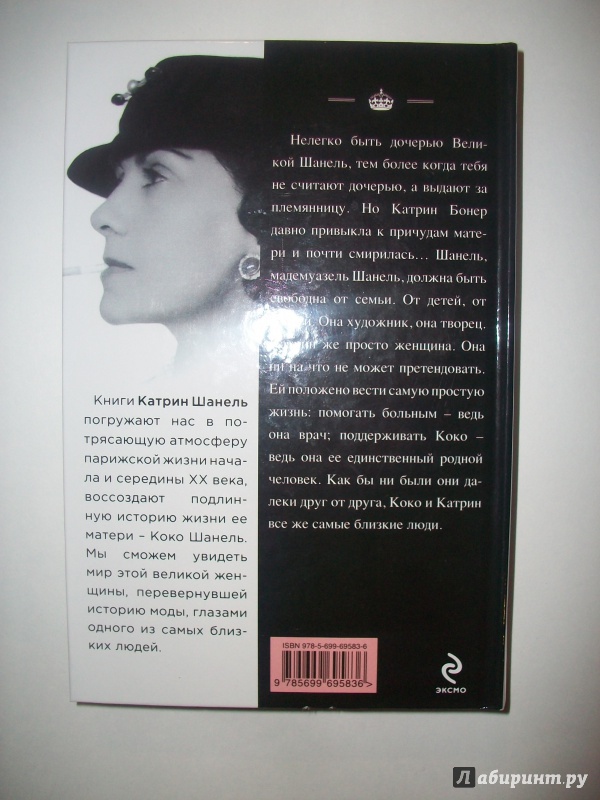 Нелегко быть дочерью Вели-
кой Шанель, тем более когда тебя
не считают дочерью, а выдают за
племянницу. Но Катрин Бонер
давно привыкла к причудам мате-
ри и почти смирилась... Шанель,
мадемуазель Шанель, должна быть
свободна от семьи. От детей, от
Она художник, она творец.
же просто женщина. Она
ни на что не может претендовать.
Ей положено вести самую простую
жизнь: помогать больным – ведь
она врач; поддерживать Коко –
ведь она ее единственный родной
человек. Как бы ни были они да-
леки друг от друга, Коко и Катрин
все же самые близкие люди.
Книги Катрин Шанель
погружают нас в по-
трясающую атмосферу
парижской жизни нача-
ла и середины XX века,
воссоздают подлин-
ную историю жизни ее
матери – Коко Шанель.
Мы сможем увидеть
мир этой великой жен-
щины, перевернувшей
историю моды, глазами
одного из самых близ-
ких людей.
ISBN 978-5-699-69583-6
9 785699 695836>
ЭКСМО
Лабиринт.ру